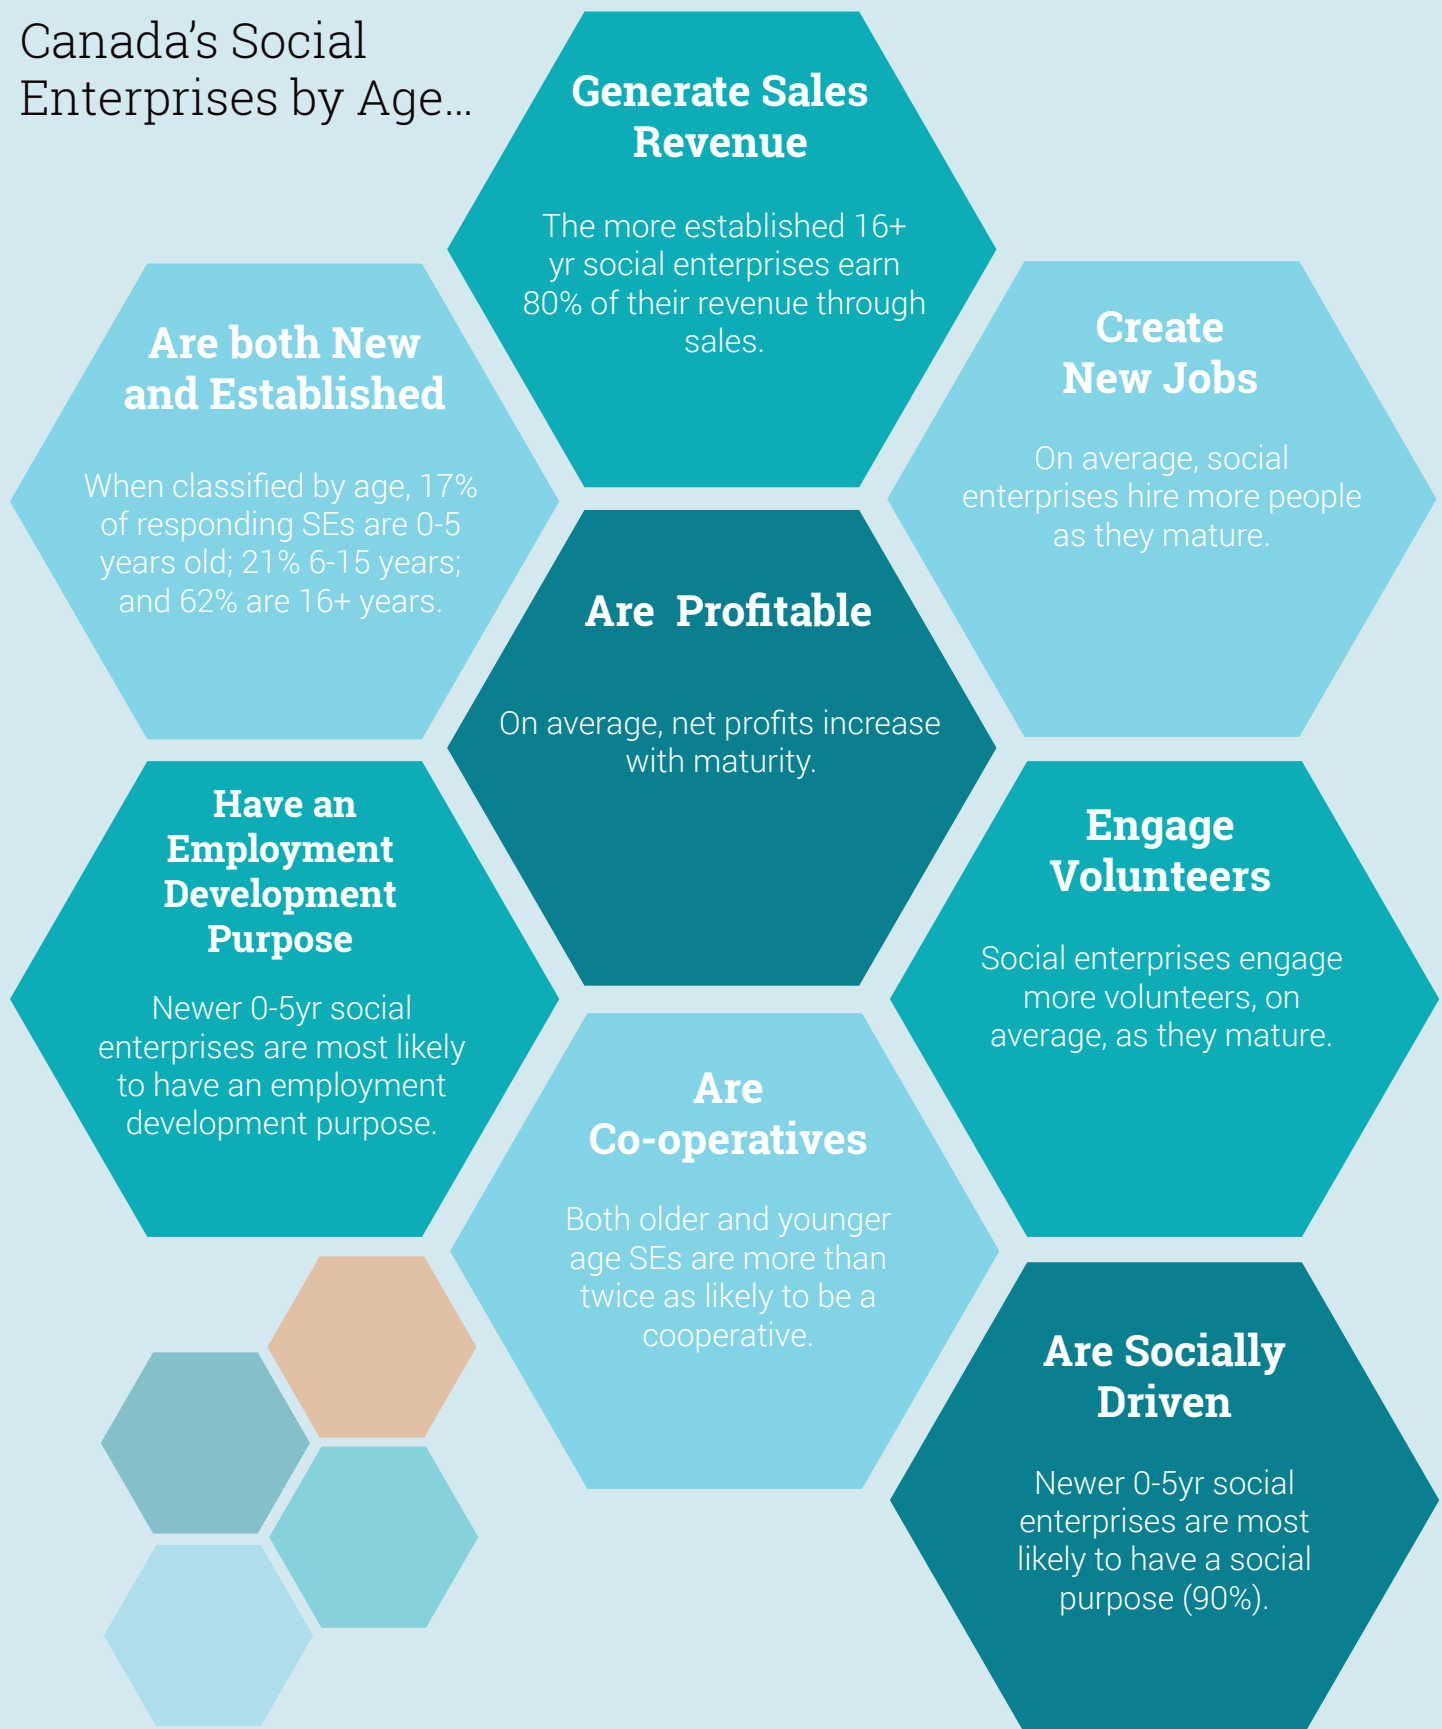 Canada's Social
Enterprises by Age...
Generate Sales
Revenue
The more established 16+
yr social enterprises earn
80% of their revenue through
sales.
Are both New
and Established
When classified by age, 17%
of responding SEs are 0-5
years old; 21% 6-15 years;
and 62% are 16+ years.
Create
New Jobs
On average, social
enterprises hire more people
as they mature.
Are  Profitable
On average, net profits increase
with maturity.
Have an
Employment
Development
Purpose
Newer 0-5yr social
enterprises are most likely
to have an employment
development purpose.
Engage
Volunteers
Social enterprises engage
more volunteers, on
average, as they mature.
Are
Co-operatives
Both older and younger
age SEs are more than
twice as likely to be a
cooperative.
Are Socially
Driven
Newer 0-5yr social
enterprises are most
likely to have a social
purpose (90%).